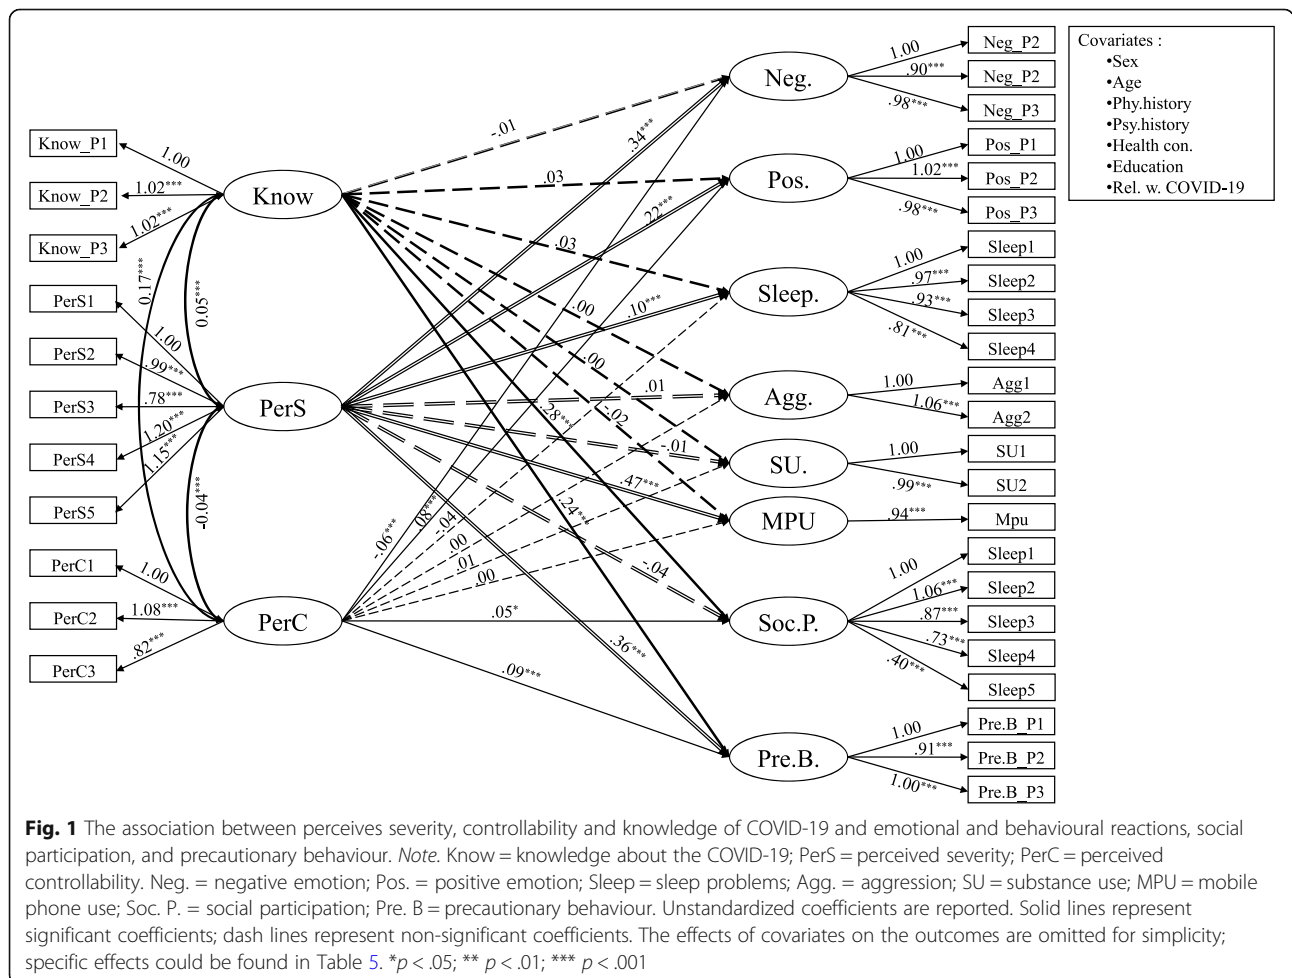 Covariates :
•Sex
•Age
•Phy.history
•Psy.history
•Health con.
•Education
•Rel. w. COVID-19
Know_P1
Know_P2
Know_P3
PerS1
PerS2
PerS3
PerS4
PerS5
PerC1
PerC2
PerC3
1.00
1.02***
1.02***
1.00
.99***
.78***
1.20***
1.15***
1.00
1.08***
.82***
0.17***
0.05***
-0.04***
Know
PerS
PerC
-.01
.34***
.03
.22***
.03
.10***
.00
.01
.00
-.01
-.02
.28***
.47***
.24***
-.04
.36***
-.06***
.08***
-.04
.00
.01
.00
.05*
.09***
Neg.
Pos.
Sleep.
Agg.
SU.
MPU
Soc.P.
Pre.B.
1.00
.90***
.98***
1.00
1.02***
.98***
1.00
.97***
.93***
.81***
1.00
1.06***
1.00
.99***
.94***
1.00
1.06***
.87***
.73***
.40***
1.00
.91***
1.00***
Neg_P2
Neg_P2
Neg_P3
Pos_P1
Pos_P2
Pos_P3
Sleep1
Sleep2
Sleep3
Sleep4
Agg1
Agg2
SU1
SU2
Mpu
Sleep1
Sleep2
Sleep3
Sleep4
Sleep5
Pre.B_P1
Pre.B_P2
Pre.B_P3
Fig. 1 The association between perceives severity, controllability and knowledge of COVID-19 and emotional and behavioural reactions, social
participation, and precautionary behaviour. Note. Know = knowledge about the COVID-19; PerS = perceived severity; PerC = perceived
controllability. Neg. = negative emotion; Pos. = positive emotion; Sleep = sleep problems; Agg. = aggression; SU = substance use; MPU = mobile
phone use; Soc. P. = social participation; Pre. B = precautionary behaviour. Unstandardized coefficients are reported. Solid lines represent
significant coefficients; dash lines represent non-significant coefficients. The effects of covariates on the outcomes are omitted for simplicity;
specific effects could be found in Table 5. *p < .05; ** p < .01; *** p < .001